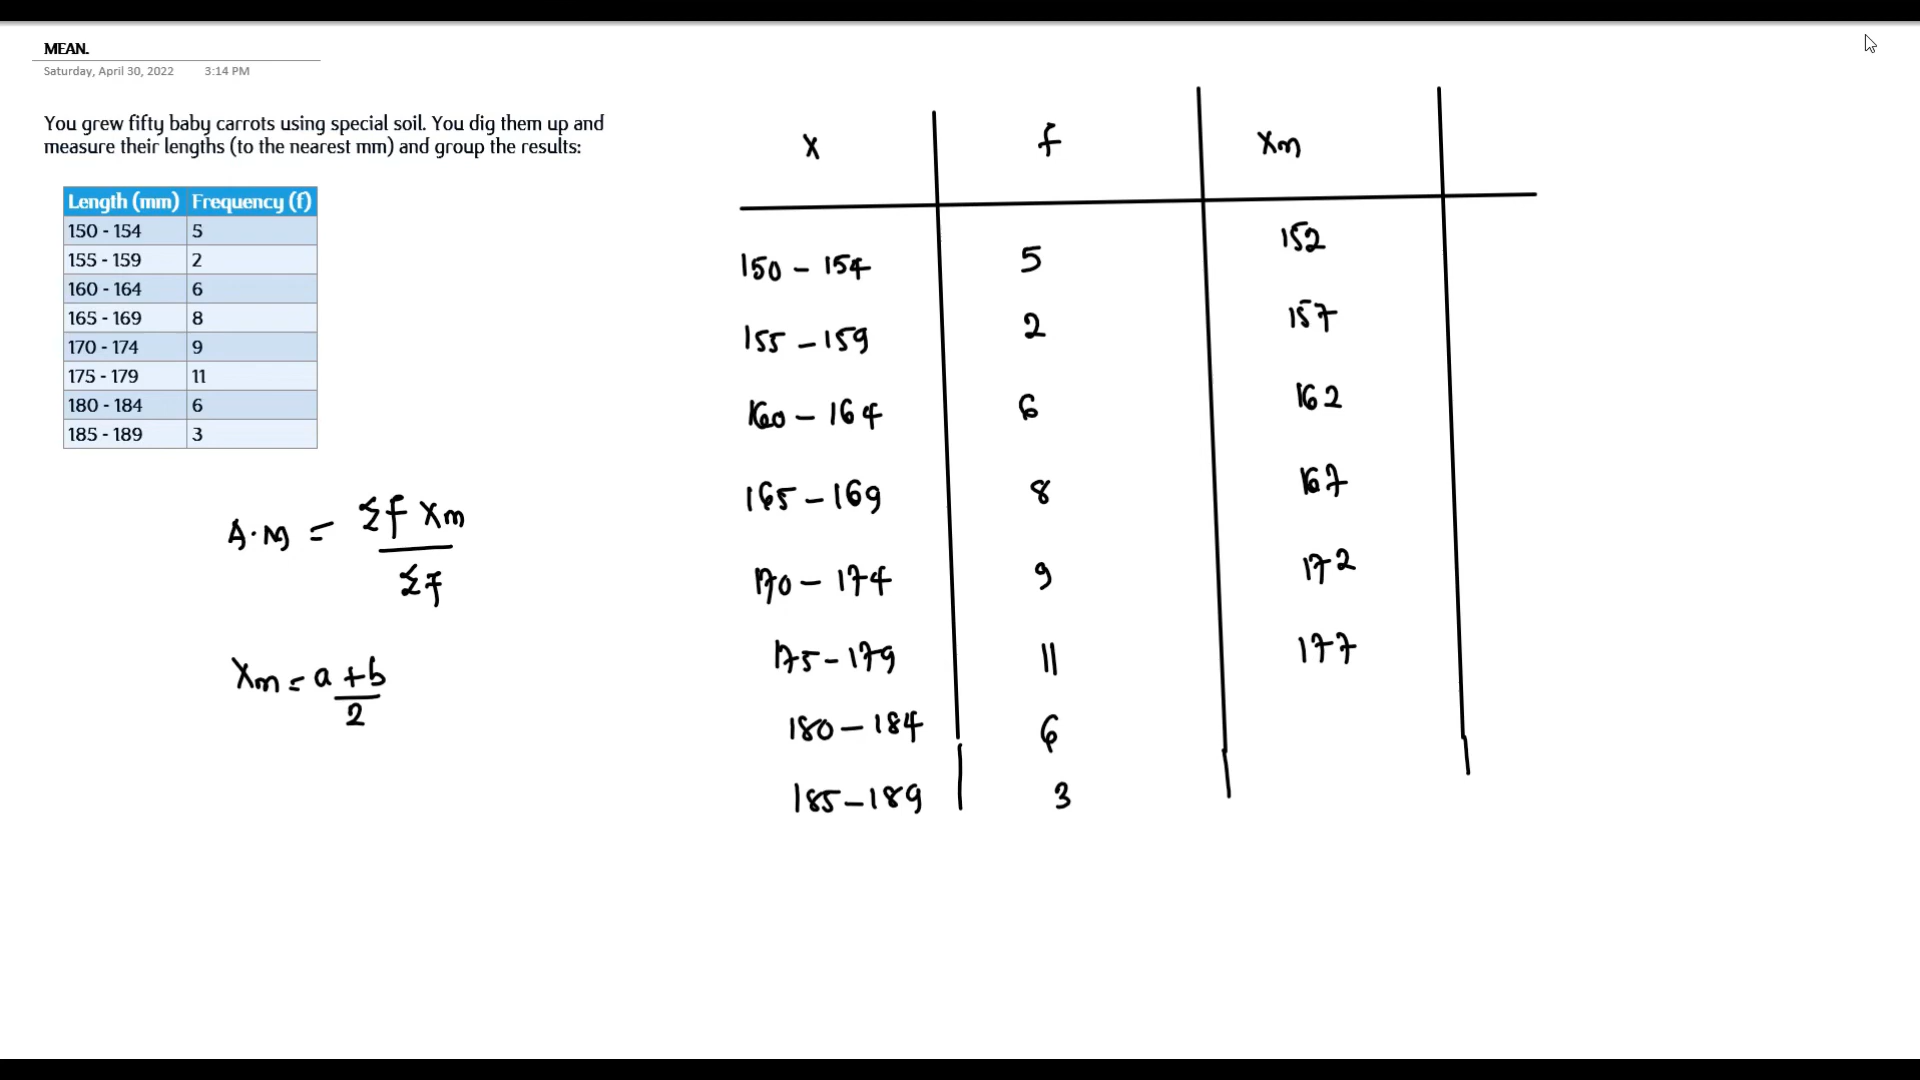 MEAN.
Saturday, April 30, 2022 3:14 PM
You grew fifty baby carrots using special soil. You dig them up and
measure their lengths (to the nearest mm) and group the results:
Length (mm) Frequency (f)
150 - 154 5
155 - 159 2
160 - 164 6
165 - 169 8
170 - 174 9
175 - 179 11
180 - 184 6
185 - 189 3
A.M = Σf Xm
Σf
Xm = a + b
2
X f Xm
150 - 154 5 152
155 - 159 2 157
160 - 164 6 162
165 - 169 8 167
170 - 174 9 172
175 - 179 11 177
180 - 184 6
185 - 189 3